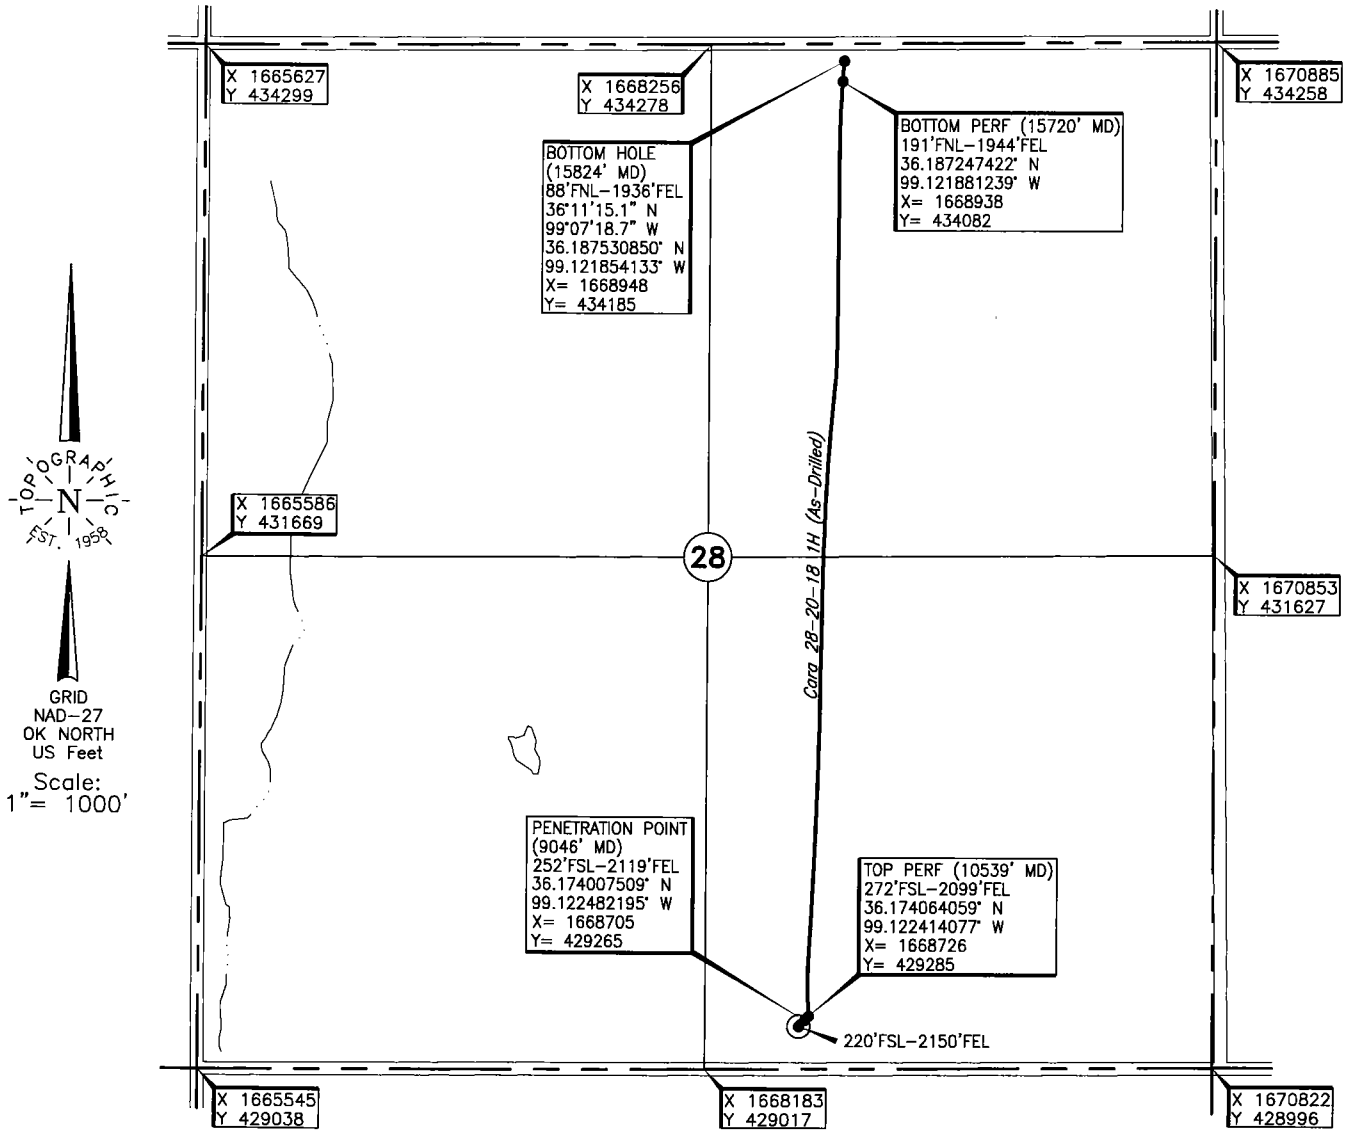 X 1665627
Y 434299
X 1668256
Y 434278
X 1670885
Y 434258
BOTTOM HOLE
(15824' MD)
88'FNL-1936'FEL
36°11'15.1" N
99°07'18.7" W
36.187530850° N
99.121854133° W
X= 1668948
Y= 434185
BOTTOM PERF (15720' MD)
191'FNL-1944'FEL
36.187247422° N
99.121881239° W
X= 1668938
Y= 434082
TOPOGRAPHIC
N
EST. 1958
GRID
NAD-27
OK NORTH
US Feet
Scale:
1"= 1000'
X 1665586
Y 431669
28
Cara 28-20-18 1H (As-Drilled)
X 1670853
Y 431627
PENETRATION POINT
(9046' MD)
252'FSL-2119'FEL
36.174007509° N
99.122482195° W
X= 1668705
Y= 429265
TOP PERF (10539' MD)
272'FSL-2099'FEL
36.174064059° N
99.122414077° W
X= 1668726
Y= 429285
220'FSL-2150'FEL
X 1665545
Y 429038
X 1668183
Y 429017
X 1670822
Y 428996